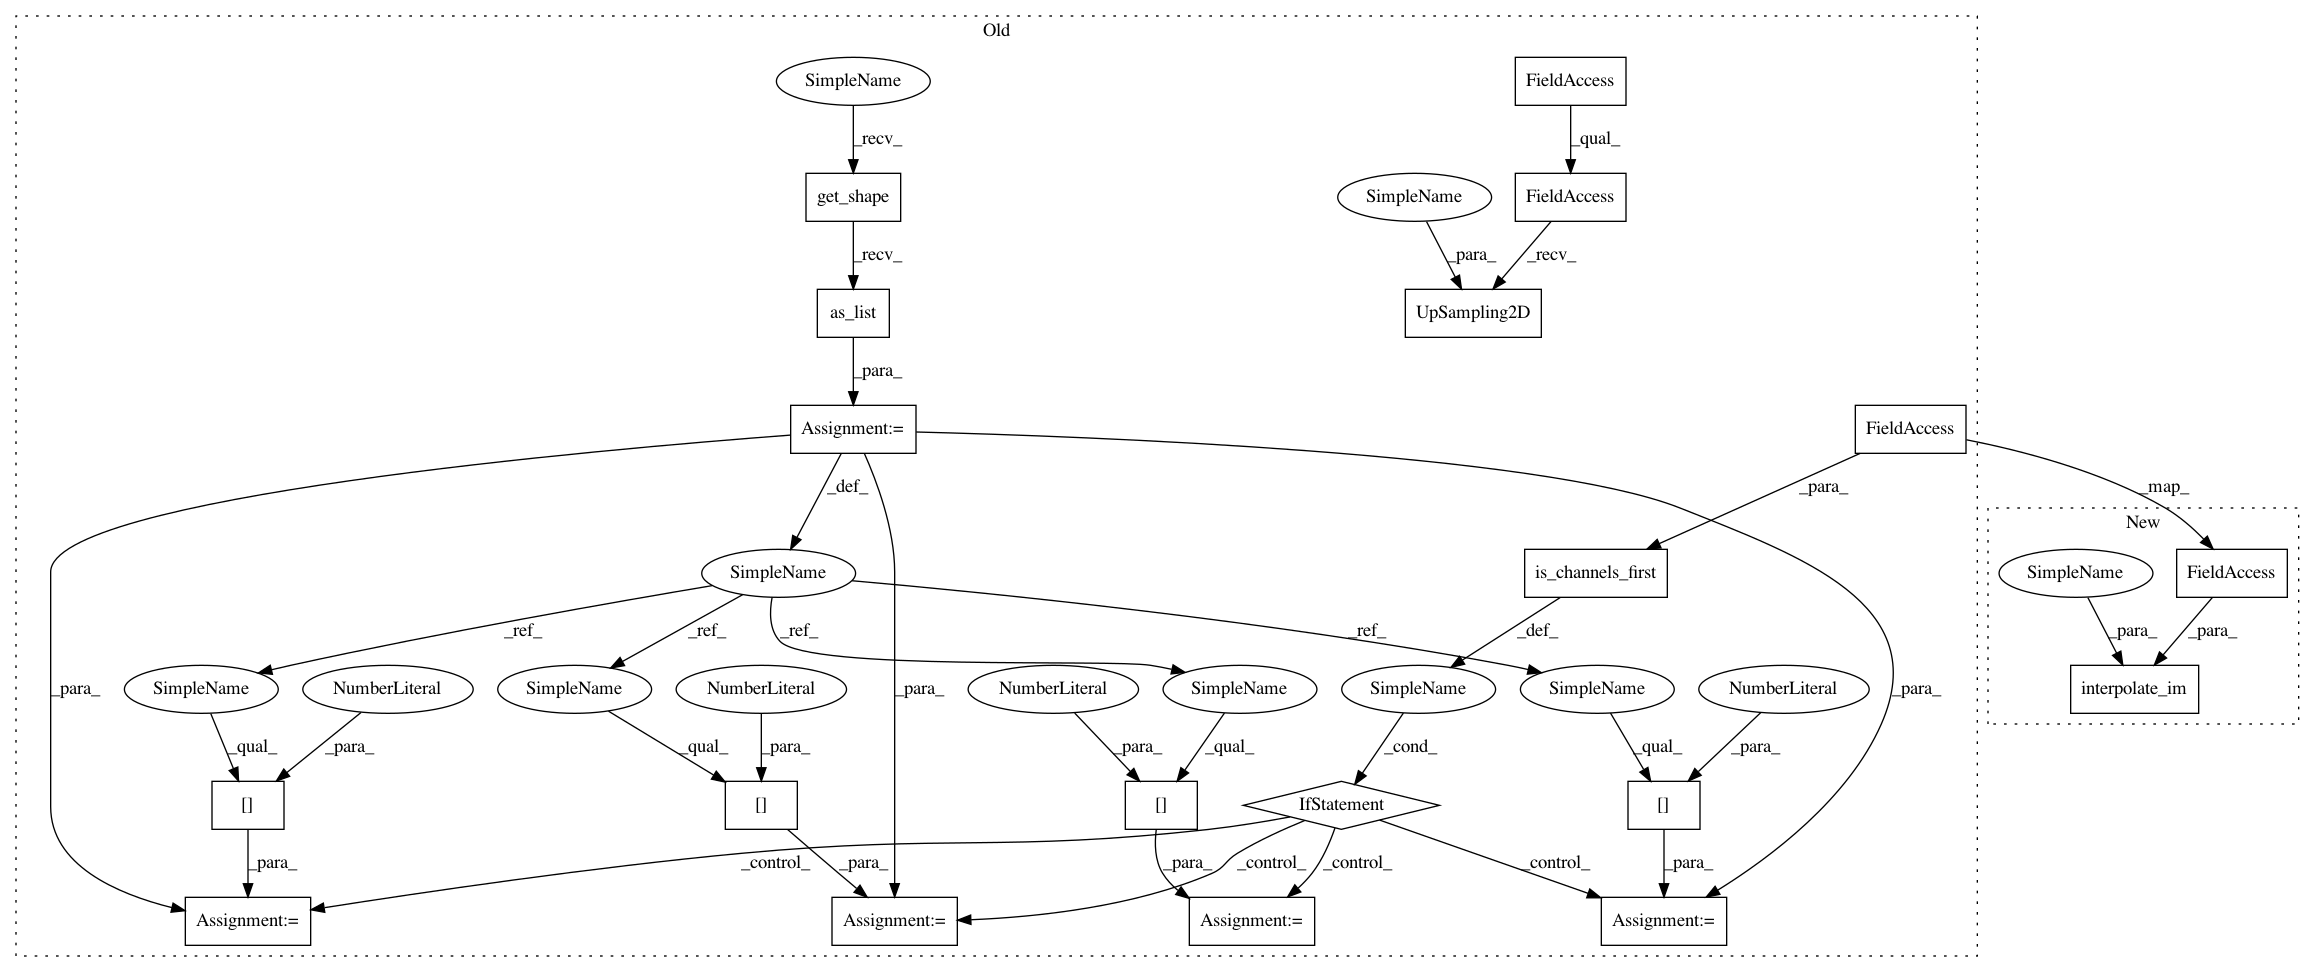 Old
SimpleName
FieldAccess
_recv_
_qual_
get_shape
SimpleName
FieldAccess
_recv_
_para_
_recv_
as_list
UpSampling2D
_para_
Assignment:=
FieldAccess
_def_
_para_
_map_
New
SimpleName
is_channels_first
SimpleName
FieldAccess
_ref_
_ref_
_ref_
_ref_
_def_
_para_
_para_
_para_
SimpleName
NumberLiteral
SimpleName
NumberLiteral
_para_
NumberLiteral
SimpleName
SimpleName
SimpleName
NumberLiteral
_para_
interpolate_im
_qual_
_para_
_qual_
_para_
_para_
_qual_
_cond_
_qual_
_para_
[]
[]
[]
IfStatement
[]
_para_
_control_
_para_
_para_
_control_
_control_
_control_
_para_
Assignment:=
Assignment:=
Assignment:=
Assignment:=